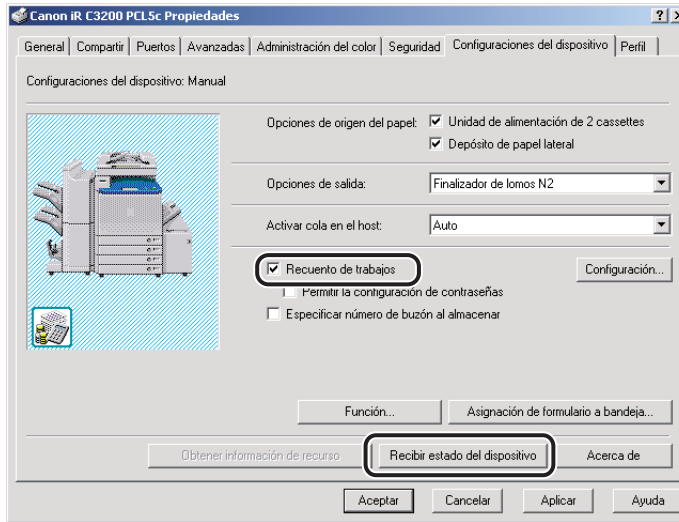 Canon iR C3200 PCL5c Propiedades
General Compartir Puertos Avanzadas Administración del color Seguridad Configuraciones del dispositivo Perfil
Configuraciones del dispositivo: Manual
Opciones de origen del papel: Unidad de alimentación de 2 cassettes
Depósito de papel lateral
Opciones de salida: Finalizador de lomos N2
Activar cola en el host: Auto
Recuento de trabajos Configuración...
Permitir la configuración de contraseñas
Especificar número de buzón al almacenar
Función... Asignación de formulario a bandeja...
Obtener información de recurso Recibir estado del dispositivo Acerca de
Aceptar Cancelar Aplicar Ayuda